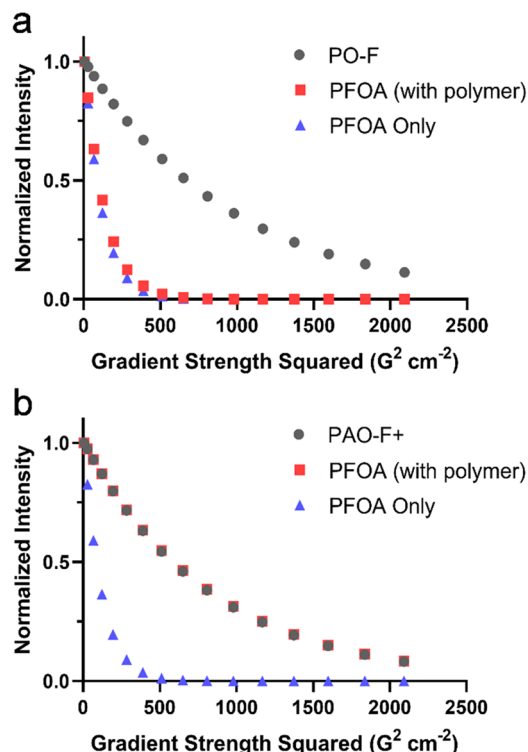 a
Normalized Intensity
1.0
0.5
0.0
PO-F
PFOA (with polymer)
PFOA Only
0 500 1000 1500 2000 2500
Gradient Strength Squared (G² cm⁻²)
b
Normalized Intensity
1.0
0.5
0.0
PAO-F+
PFOA (with polymer)
PFOA Only
0 500 1000 1500 2000 2500
Gradient Strength Squared (G² cm⁻²)